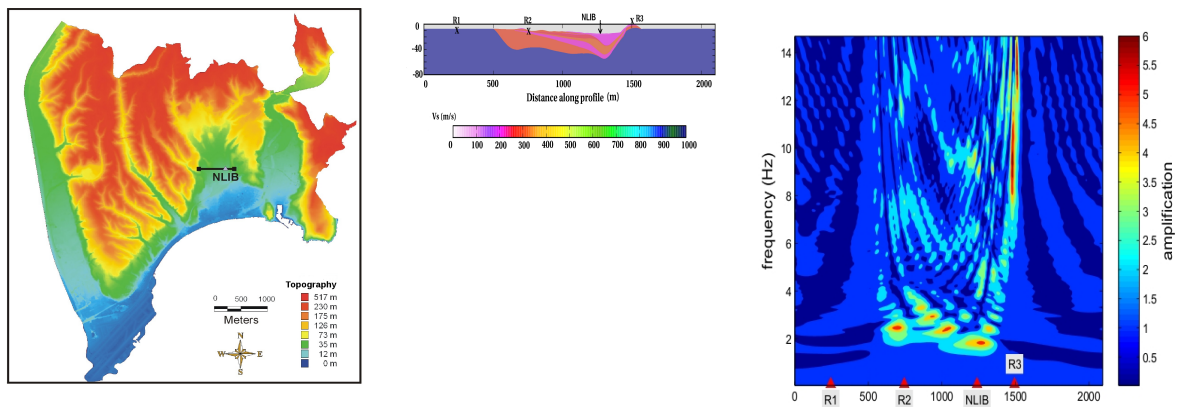 NLIB
0 500 1000
Meters
N
W E
S
Topography
517 m
230 m
175 m
126 m
73 m
35 m
12 m
0 m
R1 R2 NLIB R3
X X X
0
-40
-80
0 500 1000 1500 2000
Distance along profile (m)
Vs (m/s)
0 100 200 300 400 500 600 700 800 900 1000
frequency (Hz)
14
12
10
8
6
4
2
R3
R1 R2 NLIB
0 500 1000 1500 2000
6
5.5
5
4.5
4
3.5
3
2.5
2
1.5
1
0.5
amplification